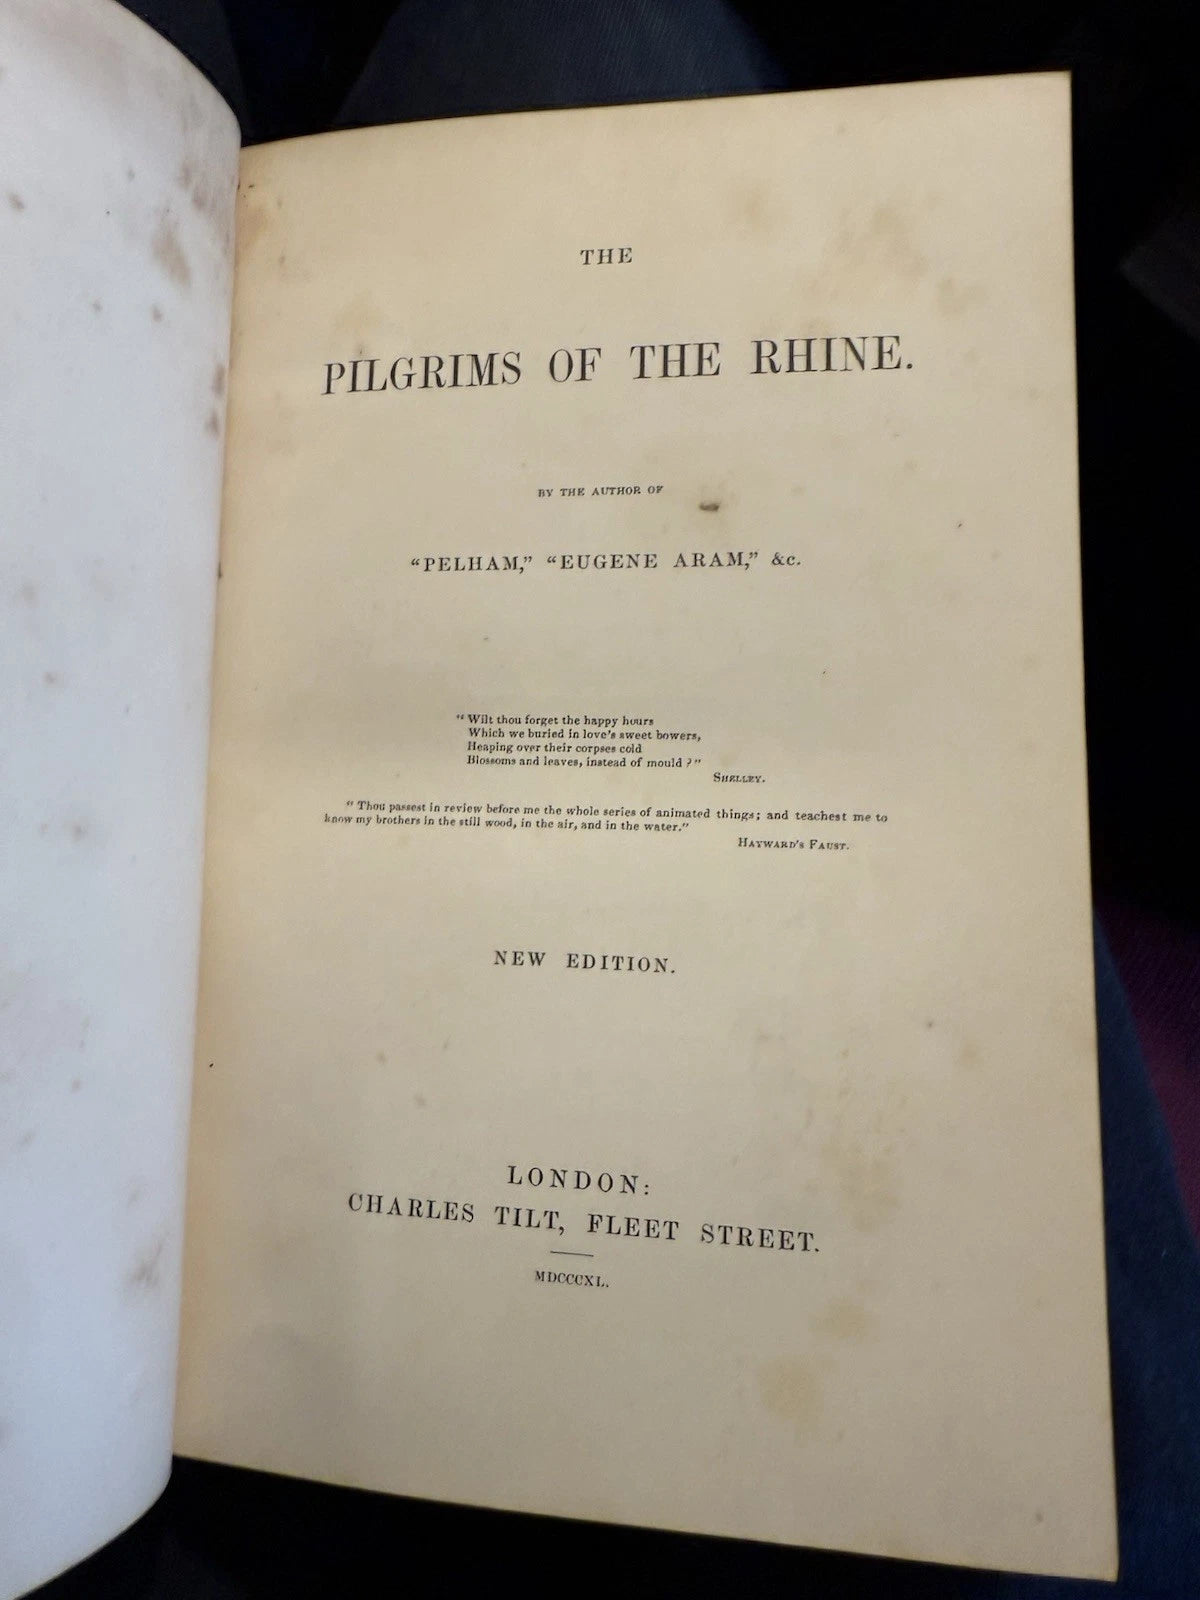 THE
PILGRIMS OF THE RHINE.
BY THE AUTHOR OF
“PELHAM,” “EUGENE ARAM,” &c.
“Wilt thou forget the happy hours
Which we buried in love's sweet bowers,
Heaping over their corpses cold
Blossoms and leaves, instead of mould?”
SHELLEY.
“Thou passest in review before me the whole series of animated things; and teachest me to
know my brothers in the still wood, in the air, and in the water.”
HAYWARD'S FAUST.
NEW EDITION.
LONDON:
CHARLES TILT, FLEET STREET.
MDCCCXL.